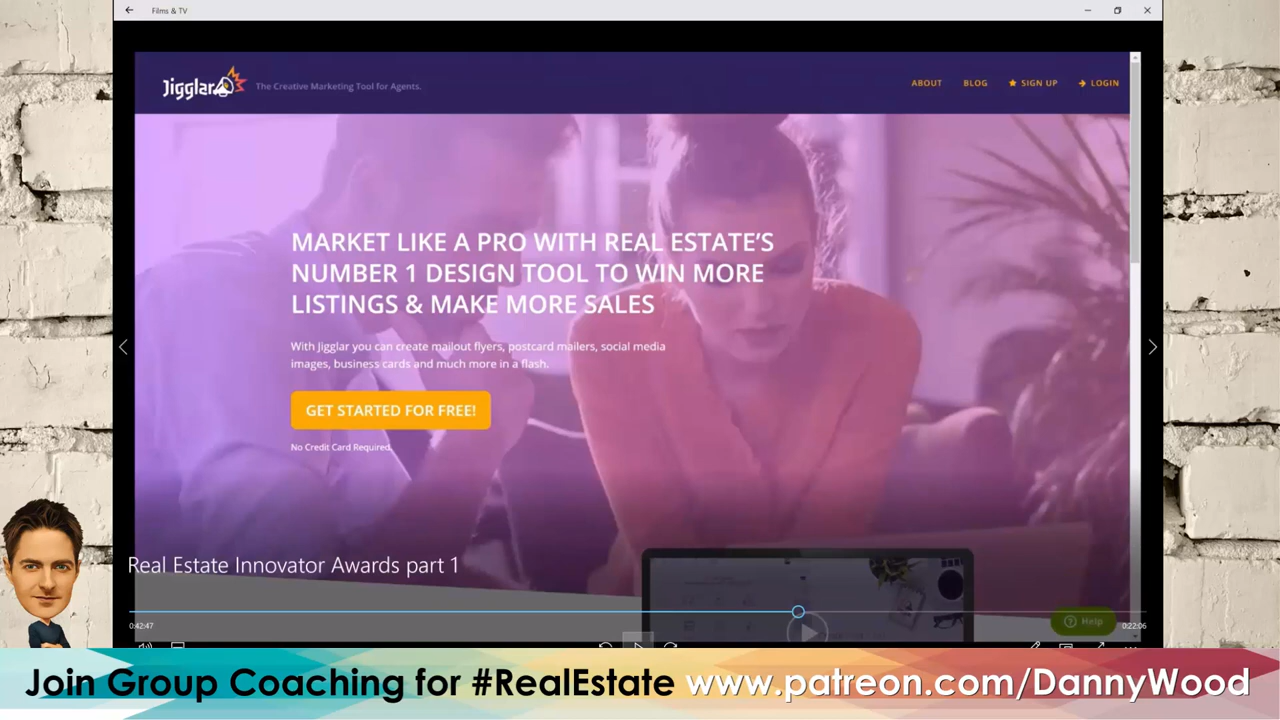 Films & TV
Jigglar
The Creative Marketing Tool for Agents.
ABOUT
BLOG
SIGN UP
LOGIN
MARKET LIKE A PRO WITH REAL ESTATE'S
NUMBER 1 DESIGN TOOL TO WIN MORE
LISTINGS & MAKE MORE SALES
With Jigglar you can create mailout flyers, postcard mailers, social media
images, business cards and much more in a flash.
GET STARTED FOR FREE!
No Credit Card Required.
Real Estate Innovator Awards part 1
0:42:47
Help
0:22:06
Join Group Coaching for #RealEstate www.patreon.com/DannyWood